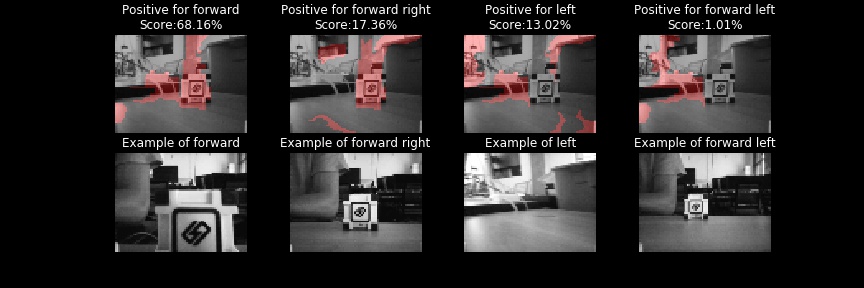 Positive for forward
Score:68.16%
Positive for forward right
Score:17.36%
Positive for left
Score:13.02%
Positive for forward left
Score:1.01%
Example of forward
Example of forward right
Example of left
Example of forward left